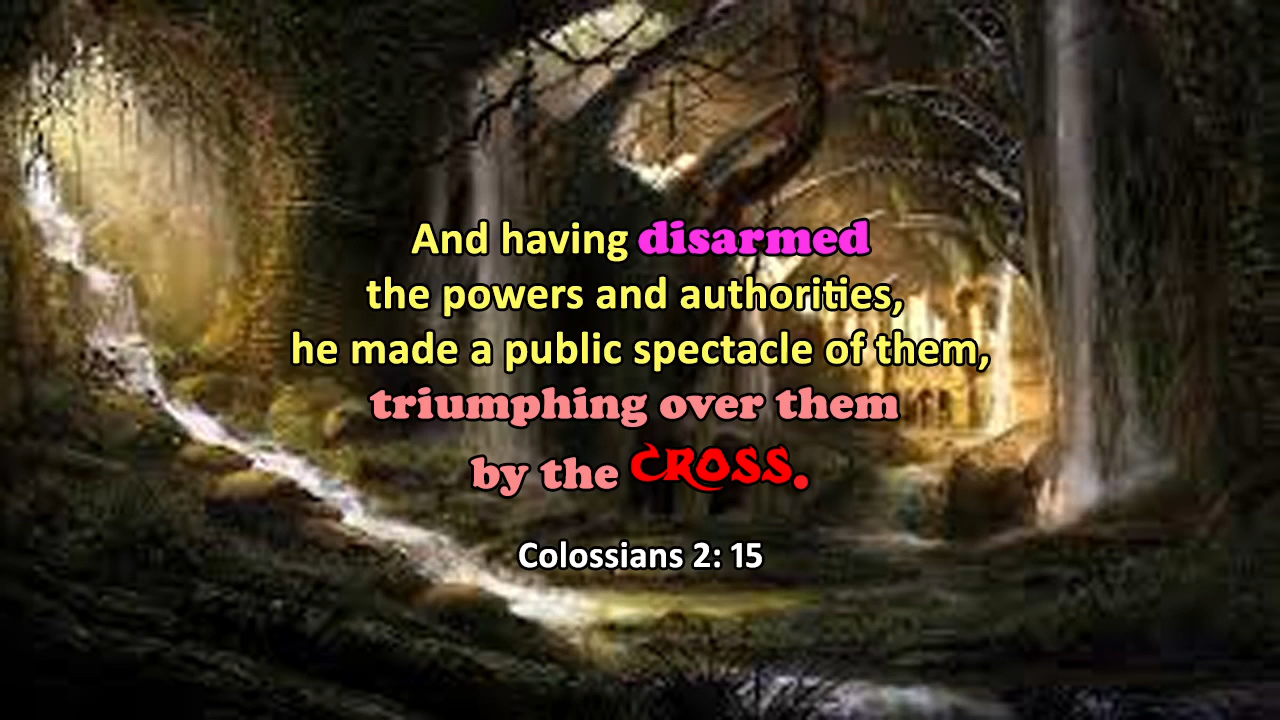 And having disarmed
the powers and authorities,
he made a public spectacle of them,
triumphing over them
by the CROSS.
Colossians 2: 15